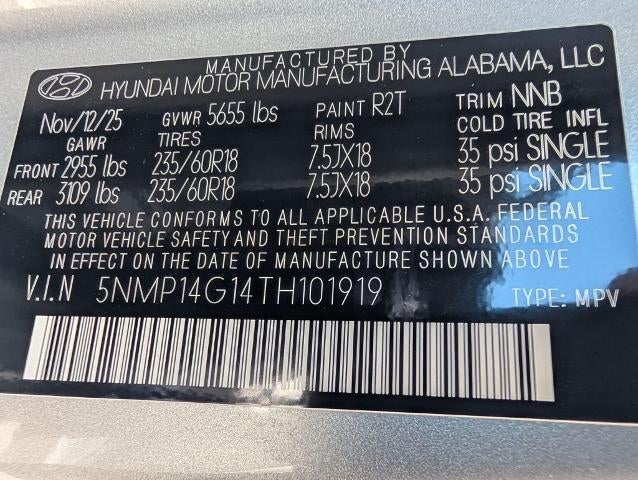 MANUFACTURED BY
HYUNDAI MOTOR MANUFACTURING ALABAMA, LLC
Nov/12/25 GVWR 5655 lbs PAINT R2T TRIM NNB
GAWR TIRES RIMS COLD TIRE INFL
FRONT 2955 lbs 235/60R18 7.5JX18 35 psi SINGLE
REAR 3109 lbs 235/60R18 7.5JX18 35 psi SINGLE
THIS VEHICLE CONFORMS TO ALL APPLICABLE U.S.A. FEDERAL
MOTOR VEHICLE SAFETY AND THEFT PREVENTION STANDARDS
IN EFFECT ON THE DATE OF MANUFACTURE SHOWN ABOVE
V.I.N 5NMP14G14TH101919 TYPE: MPV